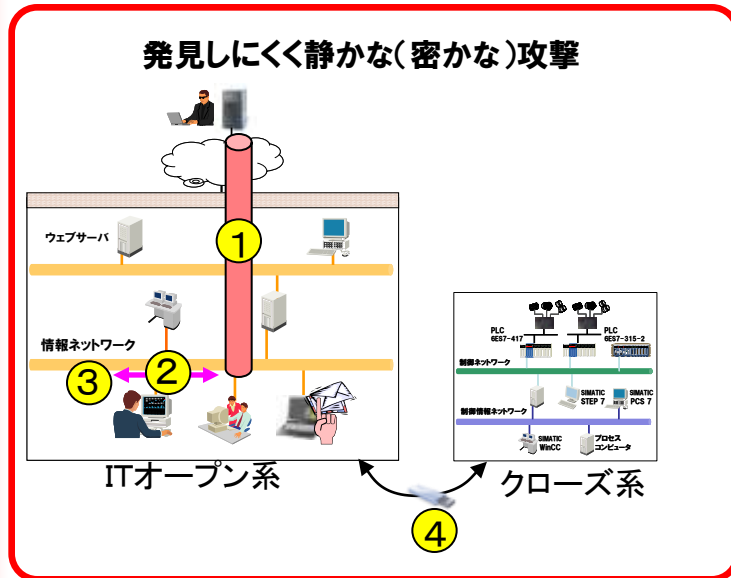 発見しにくく静かな(密かな)攻撃
①
ウェブサーバ
情報ネットワーク
③
②
ITオープン系
PLC
6ES7-417
PLC
6ES7-315-2
制御ネットワーク
SIMATIC
STEP 7
SIMATIC
PCS 7
制御情報ネットワーク
SIMATIC
WinCC
プロセス
コンピュータ
クローズ系
④